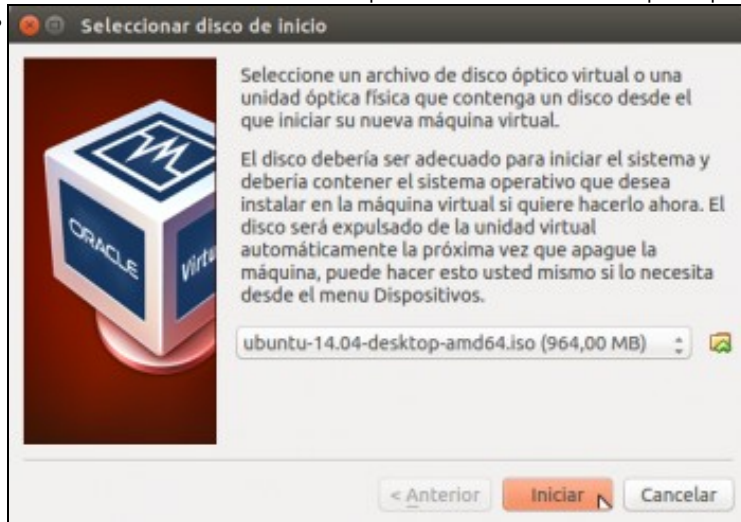 Seleccionar disco de inicio
Seleccione un archivo de disco óptico virtual o una
unidad óptica física que contenga un disco desde el
que iniciar su nueva máquina virtual.
El disco debería ser adecuado para iniciar el sistema y
debería contener el sistema operativo que desea
instalar en la máquina virtual si quiere hacerlo ahora. El
disco será expulsado de la unidad virtual
automáticamente la próxima vez que apague la
máquina, puede hacer esto usted mismo si lo necesita
desde el menu Dispositivos.
ORACLE
Virtu
ubuntu-14.04-desktop-amd64.iso (964,00 MB)
< Anterior Iniciar Cancelar